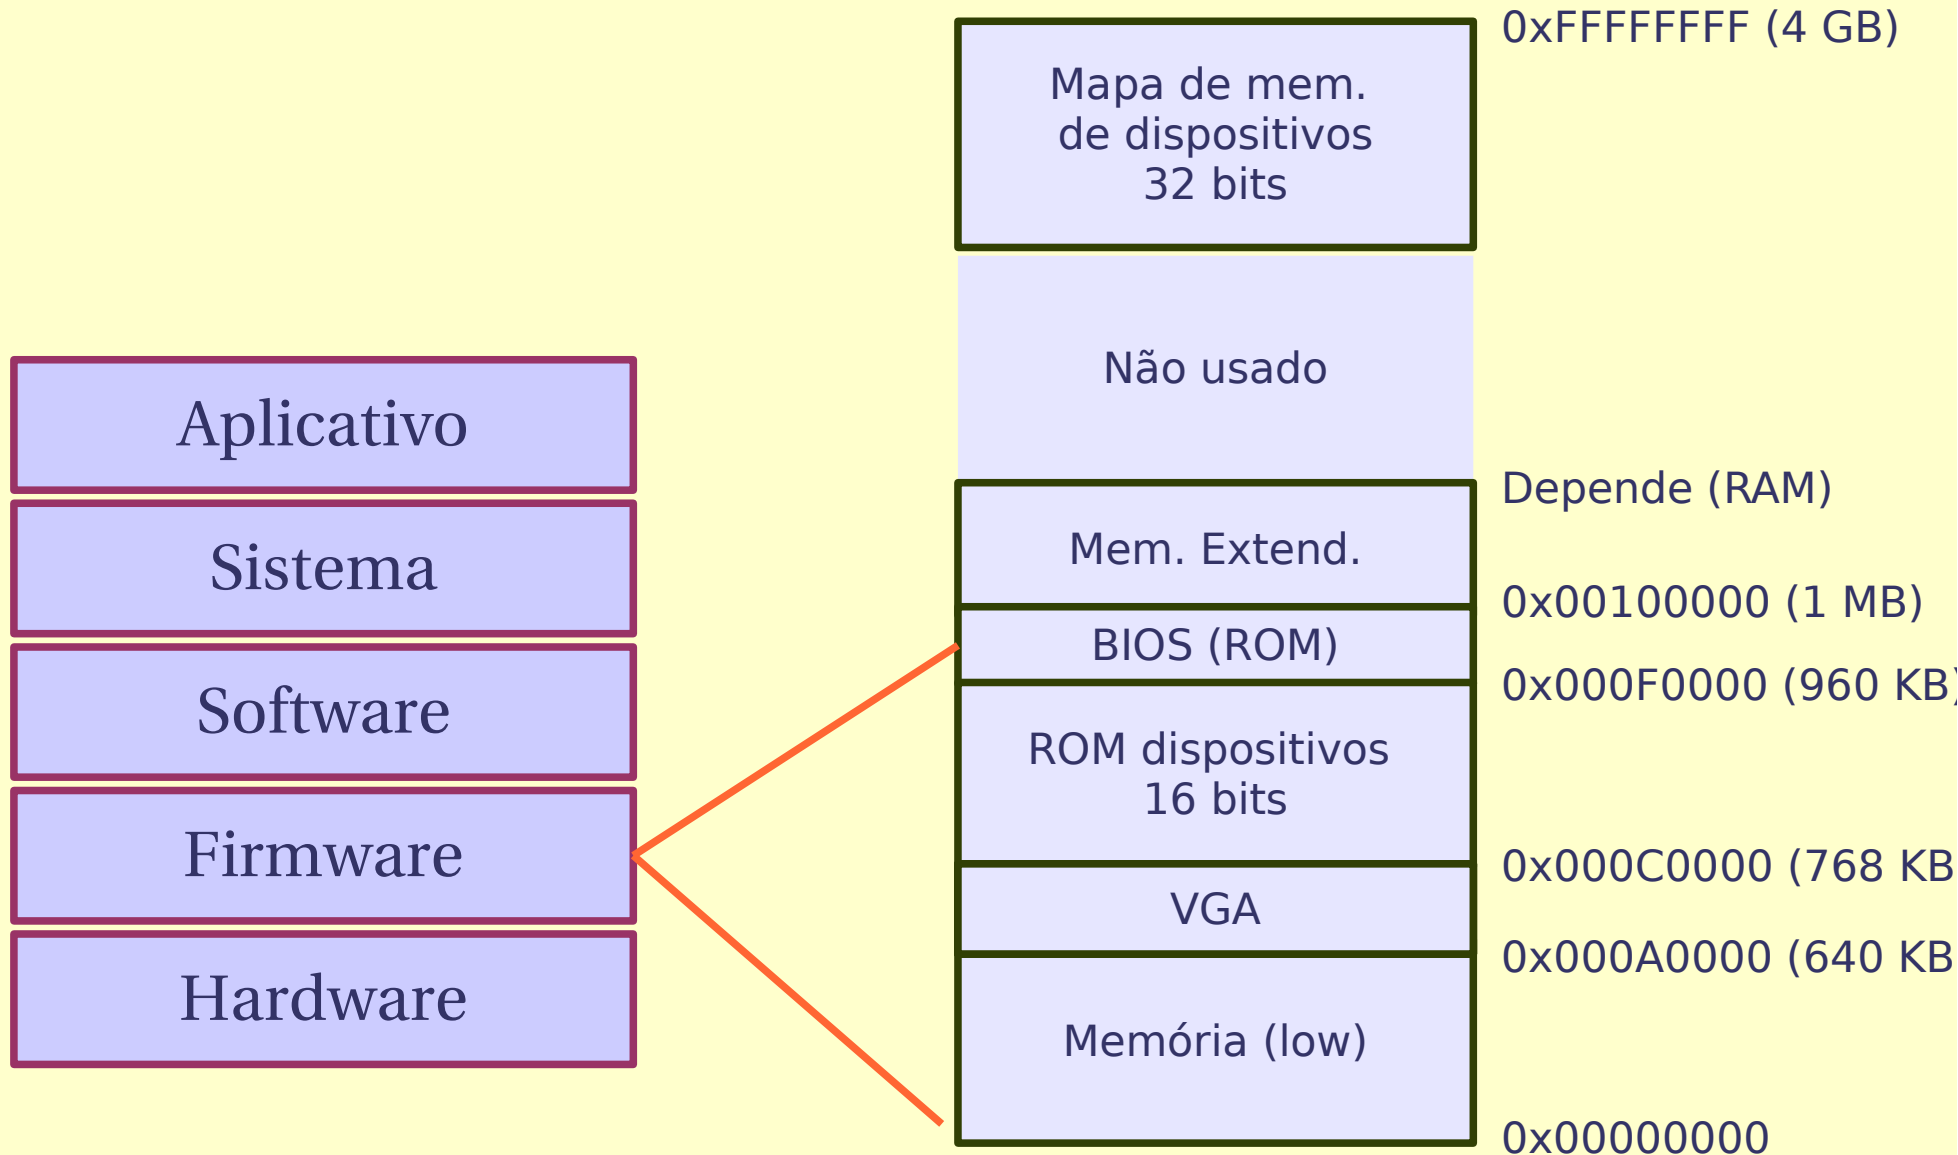 Aplicativo
Sistema
Software
Firmware
Hardware
Mapa de mem.
de dispositivos
32 bits
Não usado
Mem. Extend.
BIOS (ROM)
ROM dispositivos
16 bits
VGA
Memória (low)
0xFFFFFFFF (4 GB)
Depende (RAM)
0x00100000 (1 MB)
0x000F0000 (960 KB)
0x000C0000 (768 KB
0x000A0000 (640 KB
0x00000000